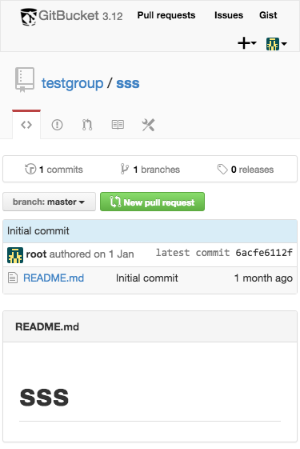 GitBucket 3.12 Pull requests Issues Gist
testgroup / sss
1 commits 1 branches 0 releases
branch: master New pull request
Initial commit
root authored on 1 Jan latest commit 6acfe6112f
README.md Initial commit 1 month ago
README.md
sss